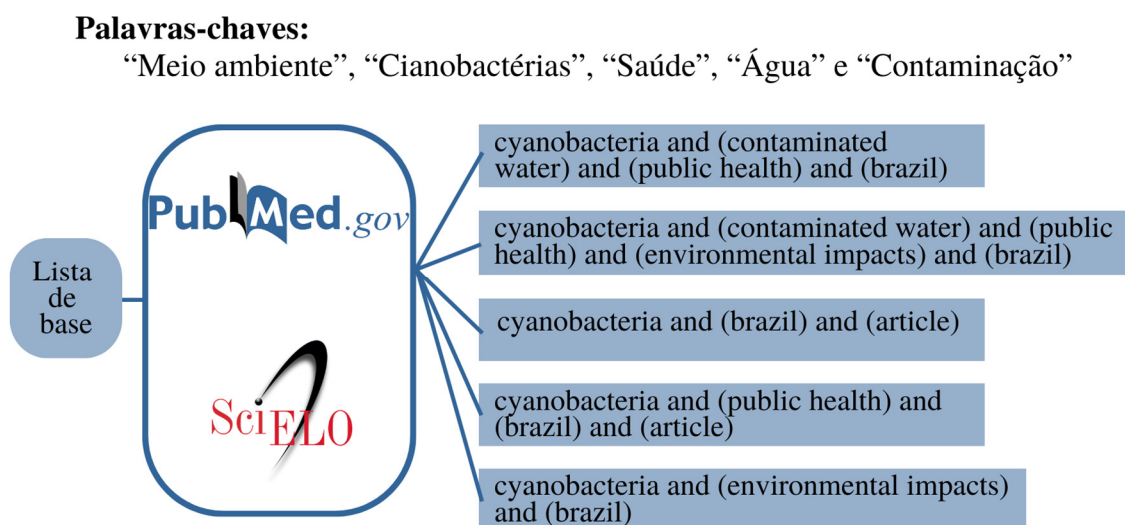 Palavras-chaves:
“Meio ambiente”, “Cianobactérias”, “Saúde”, “Água” e “Contaminação”
Lista
de
base
PubMed.gov
SciELO
cyanobacteria and (contaminated
water) and (public health) and (brazil)
cyanobacteria and (contaminated water) and (public
health) and (environmental impacts) and (brazil)
cyanobacteria and (brazil) and (article)
cyanobacteria and (public health) and
(brazil) and (article)
cyanobacteria and (environmental impacts)
and (brazil)